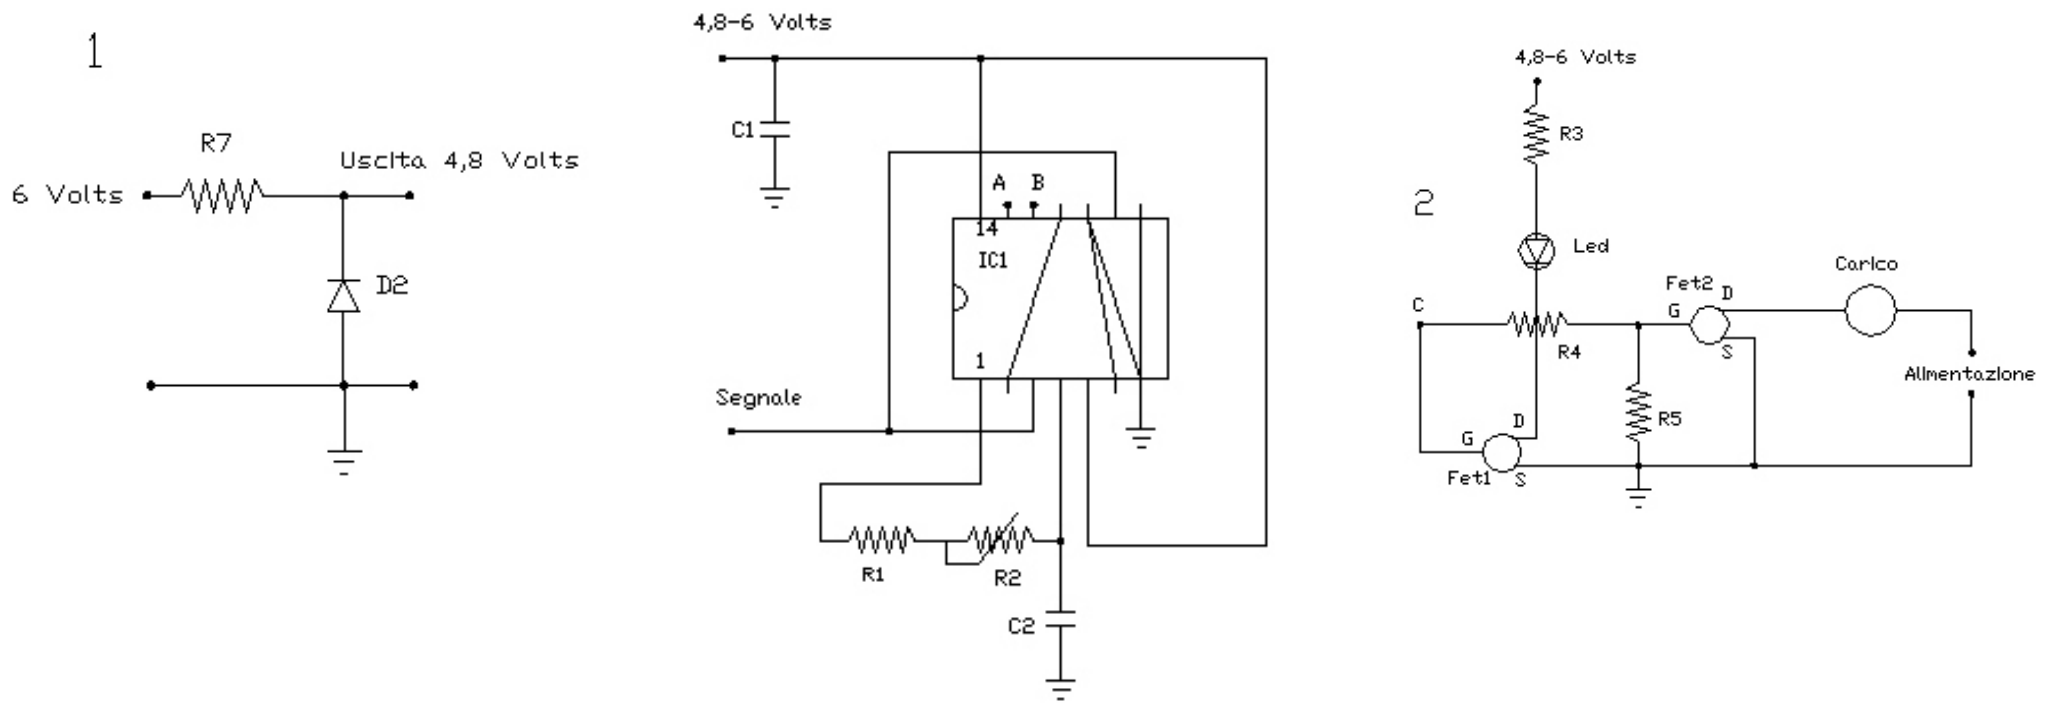 1
R7
6 Volts
Uscita 4,8 Volts
D2
4,8-6 Volts
C1
A B
14
IC1
1
Segnale
R1
R2
C2
2
4,8-6 Volts
R3
Led
C
R4
Fet2
G
D
S
Carico
Alimentazione
R5
G
D
Fet1
S